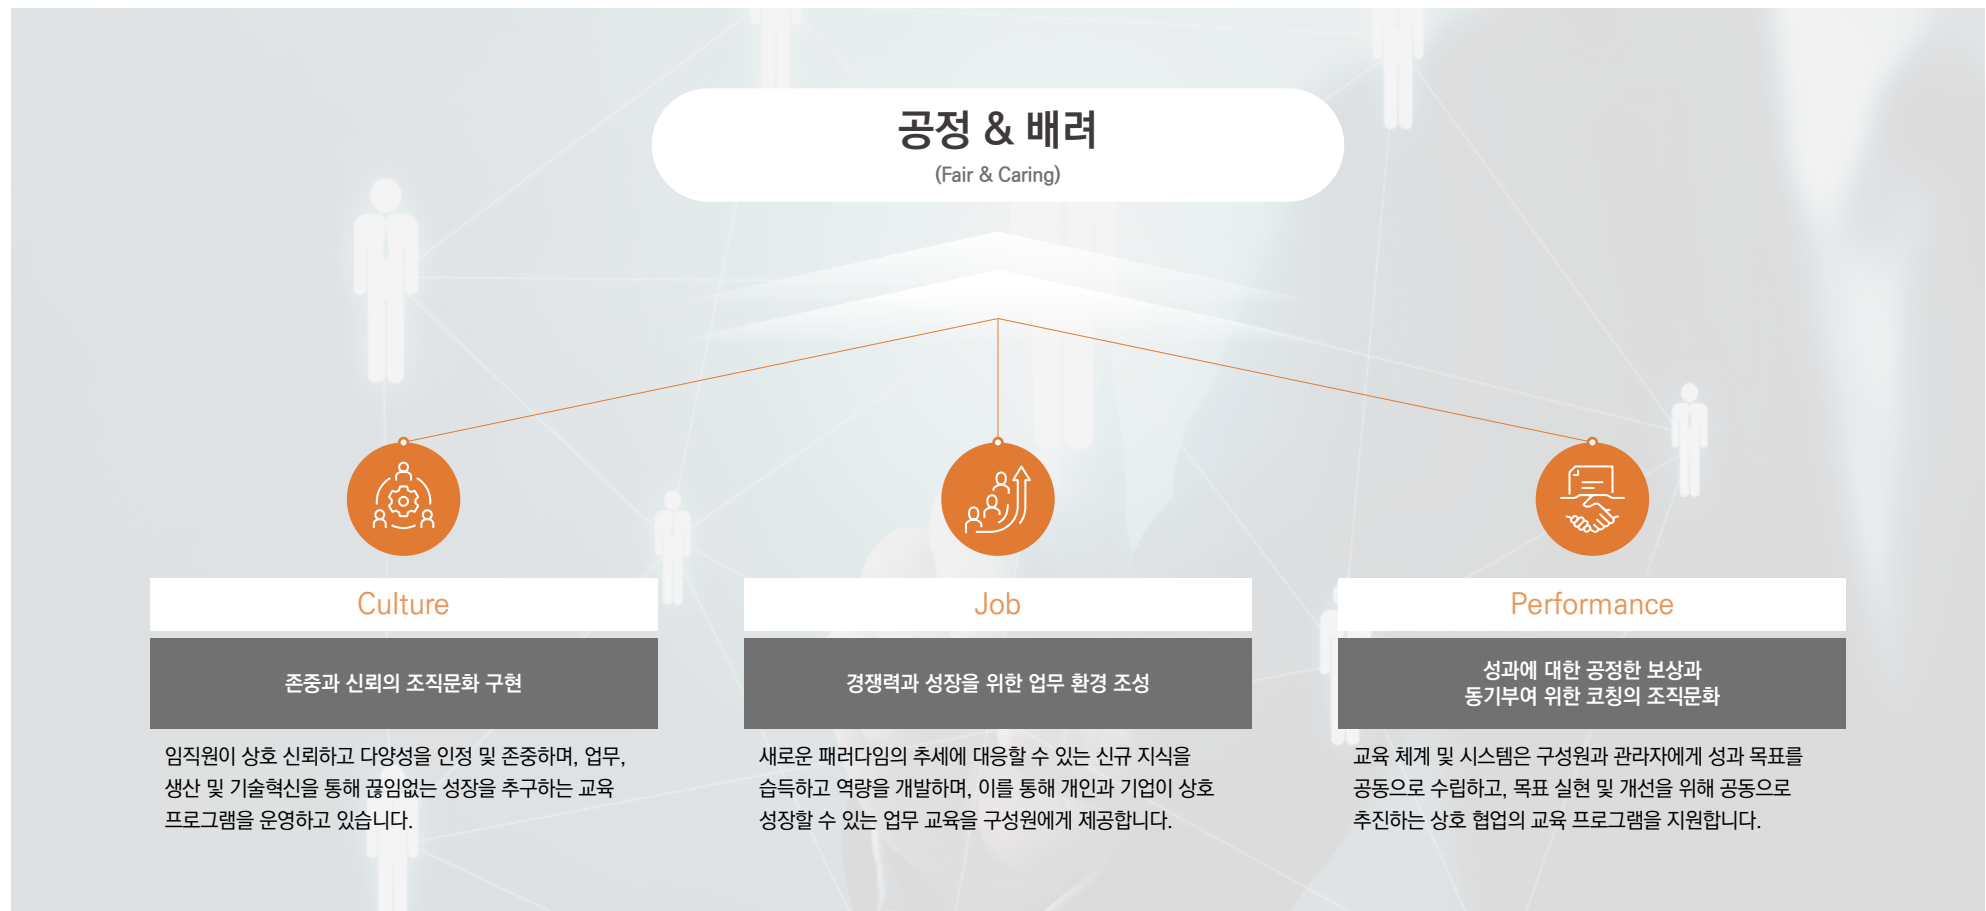 공정 & 배려
(Fair & Caring)
Culture
존중과 신뢰의 조직문화 구현
임직원이 상호 신뢰하고 다양성을 인정 및 존중하며, 업무,
생산 및 기술혁신을 통해 끊임없는 성장을 추구하는 교육
프로그램을 운영하고 있습니다.
Job
경쟁력과 성장을 위한 업무 환경 조성
새로운 패러다임의 추세에 대응할 수 있는 신규 지식을
습득하고 역량을 개발하며, 이를 통해 개인과 기업이 상호
성장할 수 있는 업무 교육을 구성원에게 제공합니다.
Performance
성과에 대한 공정한 보상과
동기부여 위한 코칭의 조직문화
교육 체계 및 시스템은 구성원과 관라자에게 성과 목표를
공동으로 수립하고, 목표 실현 및 개선을 위해 공동으로
추진하는 상호 협업의 교육 프로그램을 지원합니다.